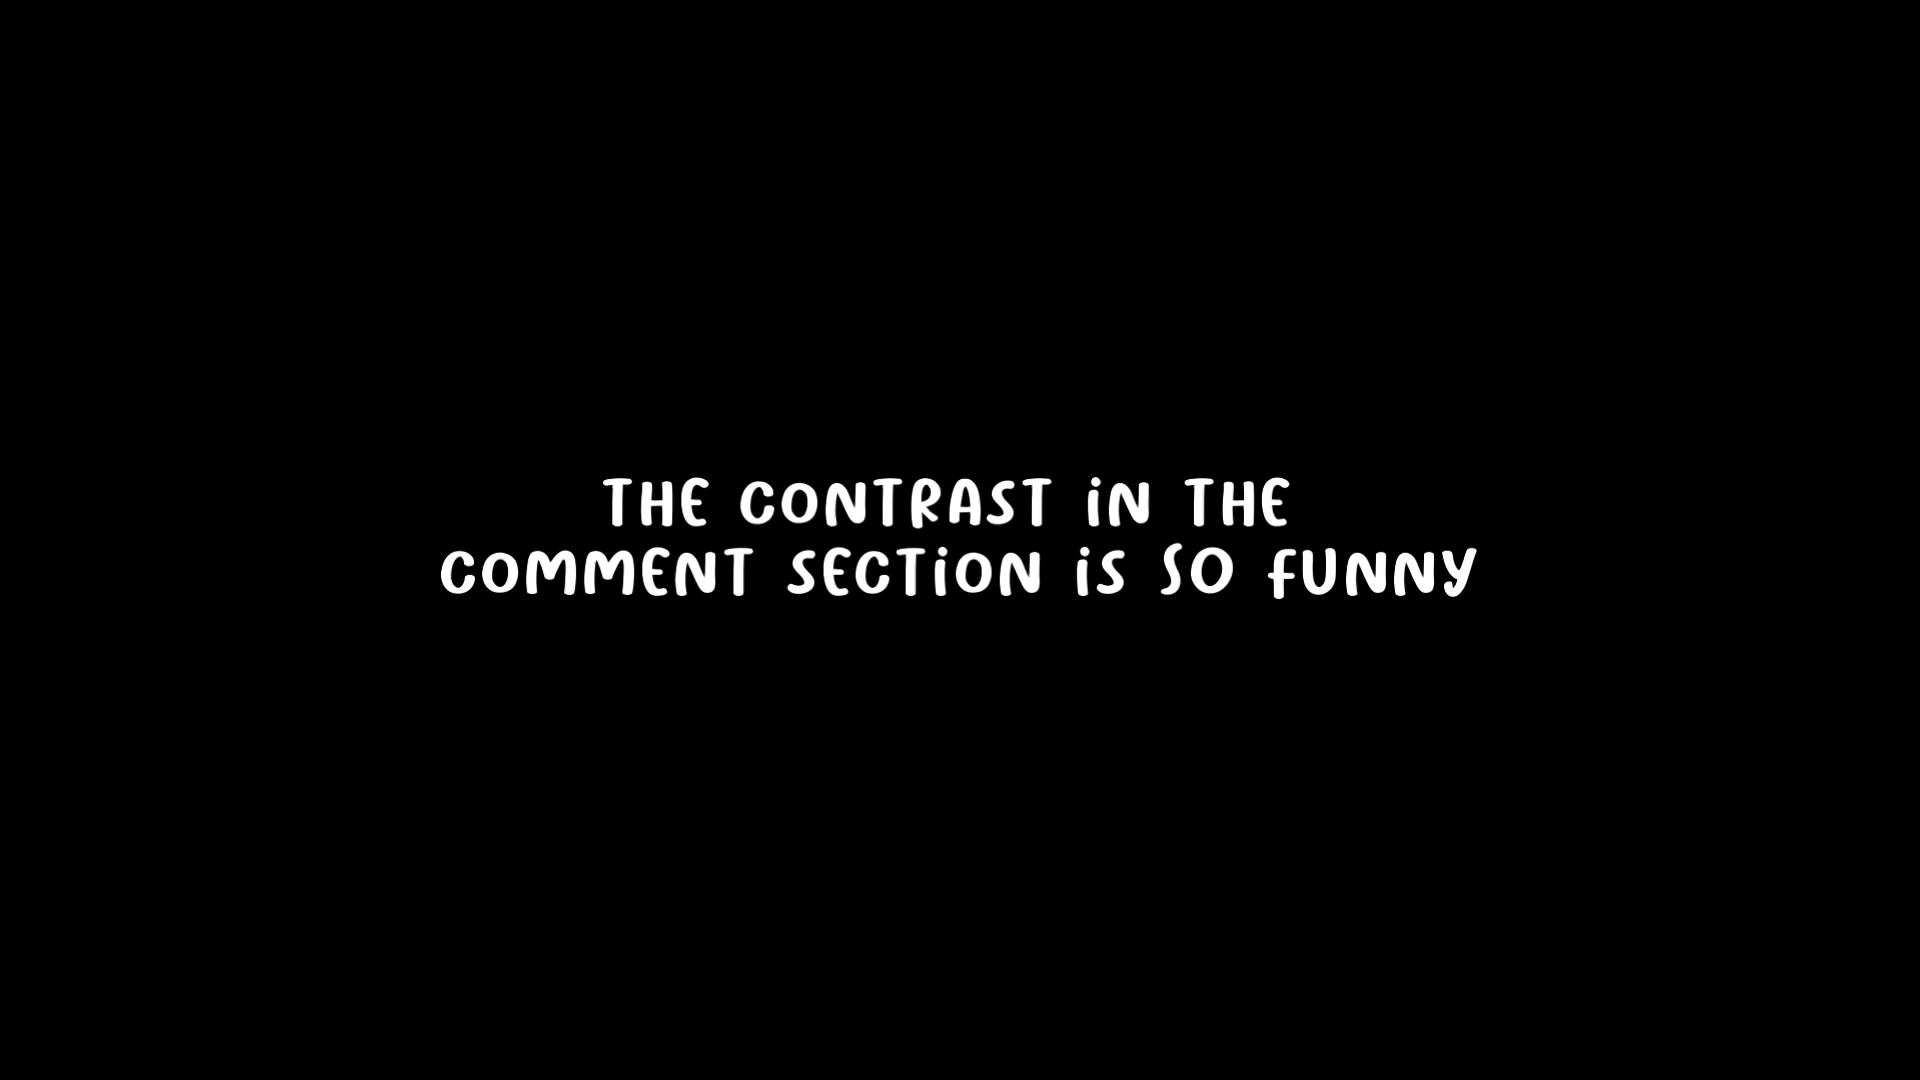 THE CONTRAST iN THE
COMMENT SECTiON iS SO FUNNY